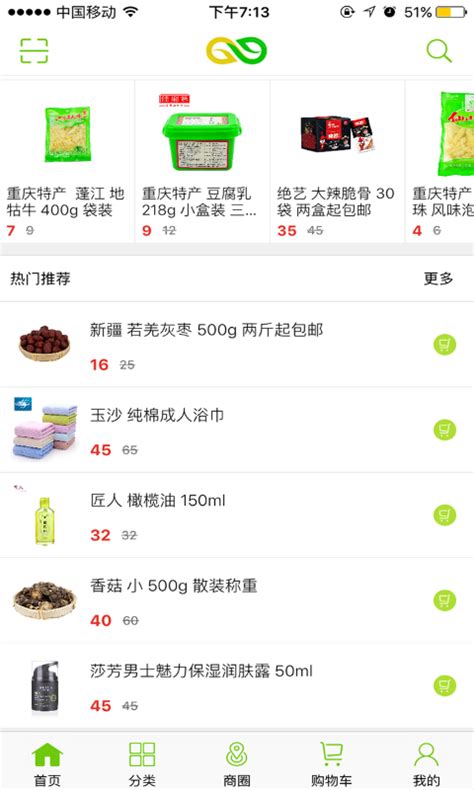 中国移动 下午7:13 51%
重庆特产 蓬江 地牯牛 400g 袋装
7 9
佳仙
重庆特产 豆腐乳 218g 小盒装 三...
9 12
绝艺 大辣脆骨 30袋 两盒起包邮
35 45
重庆特产
珠 风味泡
4 9
热门推荐 更多
新疆 若羌灰枣 500g 两斤起包邮
16 25
玉沙 纯棉成人浴巾
45 65
匠人 橄榄油 150ml
32 32
香菇 小 500g 散装称重
40 60
莎芳男士魅力保湿润肤露 50ml
45 45
首页 分类 商圈 购物车 我的